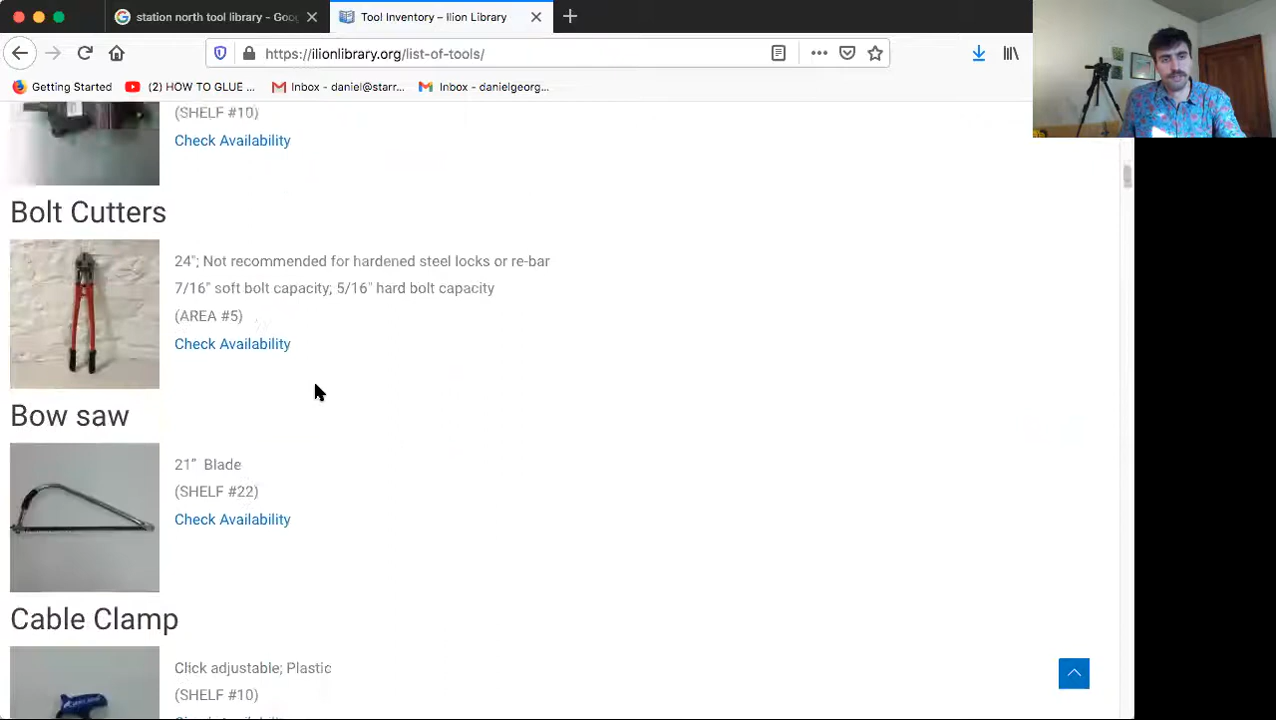 station north tool library - Goo
Tool Inventory – Ilion Library
https://ilionlibrary.org/list-of-tools/
Getting Started
(2) HOW TO GLUE ...
Inbox - daniel@starr...
Inbox - danielgeorg...
(SHELF #10)
Check Availability
Bolt Cutters
24"; Not recommended for hardened steel locks or re-bar
7/16" soft bolt capacity; 5/16" hard bolt capacity
(AREA #5)
Check Availability
Bow saw
21” Blade
(SHELF #22)
Check Availability
Cable Clamp
Click adjustable; Plastic
(SHELF #10)